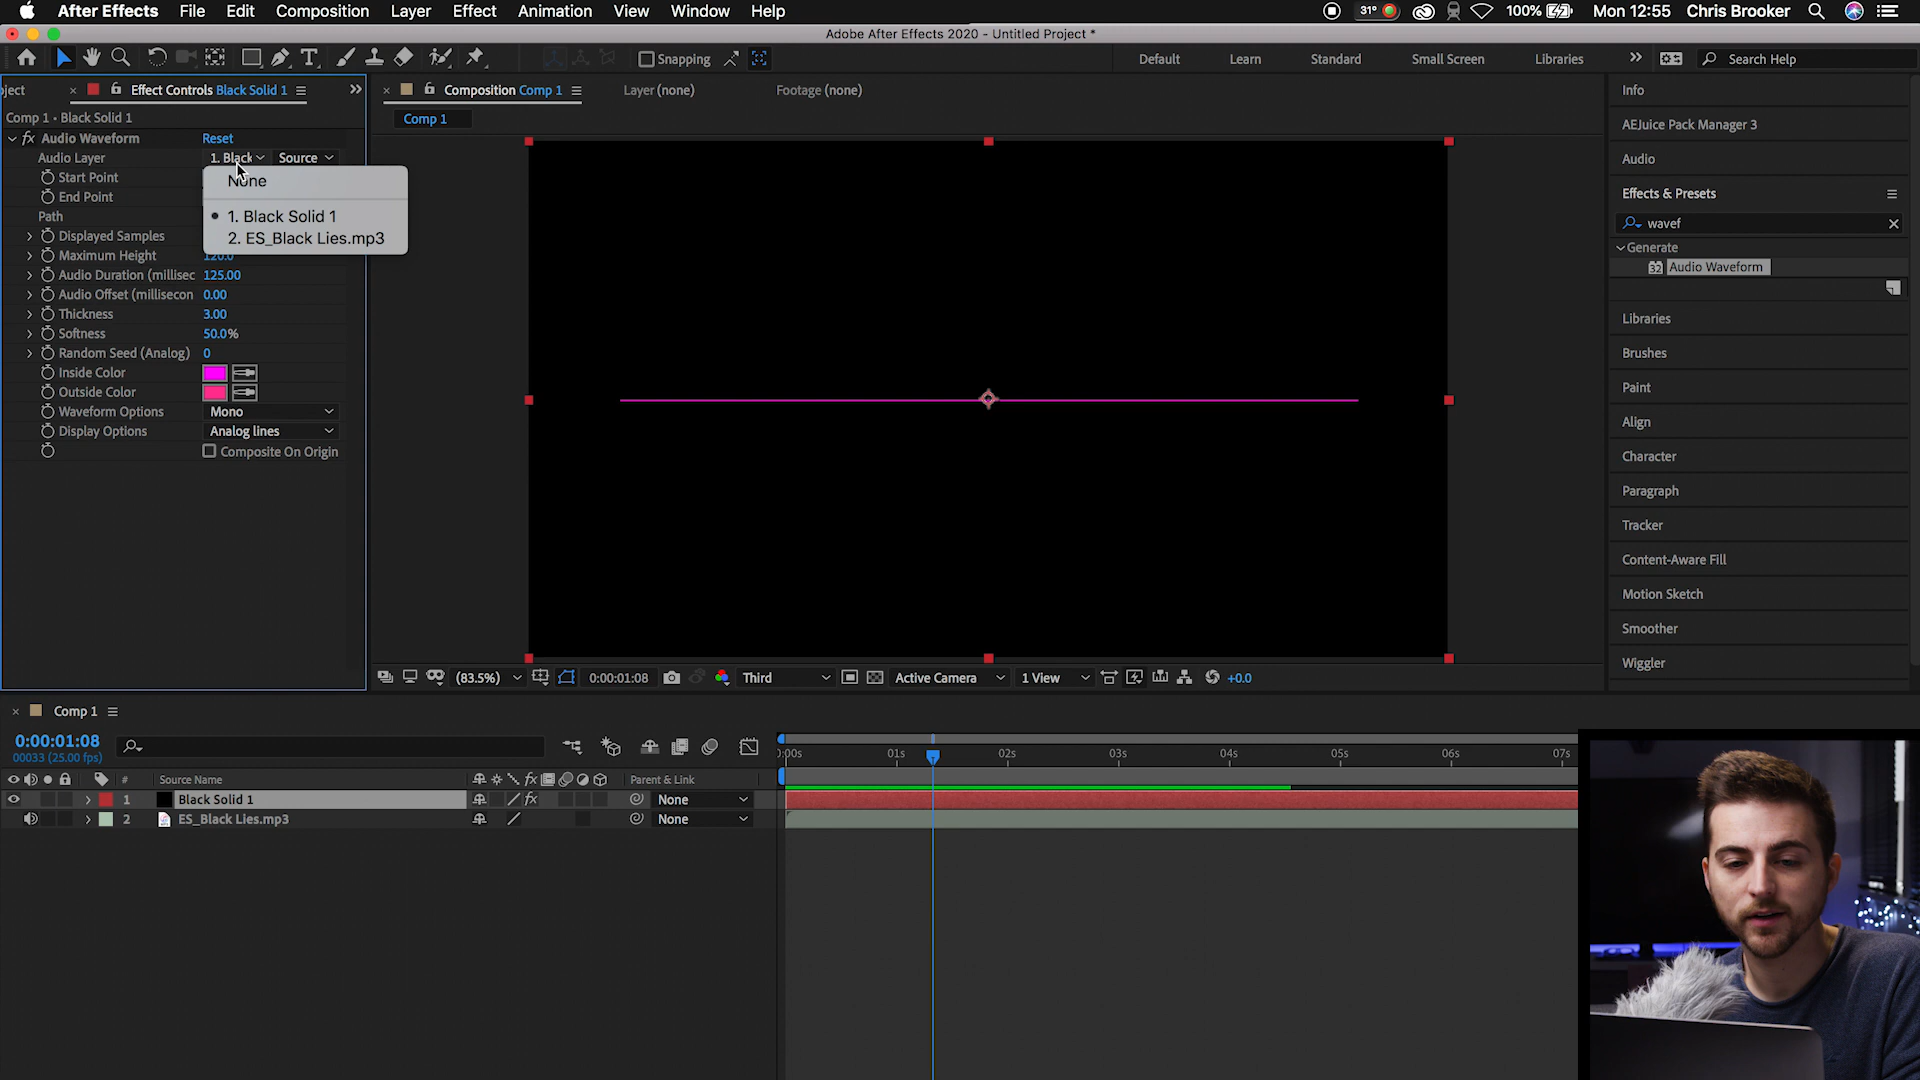 After Effects File Edit Composition Layer Effect Animation View Window Help 31° 100% Mon 12:55 Chris Brooker
Adobe After Effects 2020 - Untitled Project *
Snapping Default Learn Standard Small Screen Libraries Search Help
ject Effect Controls Black Solid 1
Composition Comp 1 Layer (none) Footage (none)
Comp 1
Comp 1 • Black Solid 1
fx Audio Waveform Reset
Audio Layer 1. Black Source
Start Point
End Point
Path
Displayed Samples
Maximum Height 120.0
Audio Duration (millisec 125.00
Audio Offset (millisecon 0.00
Thickness 3.00
Softness 50.0%
Random Seed (Analog) 0
Inside Color
Outside Color
Waveform Options Mono
Display Options Analog lines
Composite On Origin
None
1. Black Solid 1
2. ES_Black Lies.mp3
(83.5%) 0:00:01:08 Third Active Camera 1 View +0.0
Info
AEJuice Pack Manager 3
Audio
Effects & Presets
wavef
Generate
32 Audio Waveform
Libraries
Brushes
Paint
Align
Character
Paragraph
Tracker
Content-Aware Fill
Motion Sketch
Smoother
Wiggler
Comp 1
0:00:01:08
00033 (25.00 fps)
:00s 01s 02s 03s 04s 05s 06s 07s
# Source Name fx Parent & Link
1 Black Solid 1 fx None
2 ES_Black Lies.mp3 None